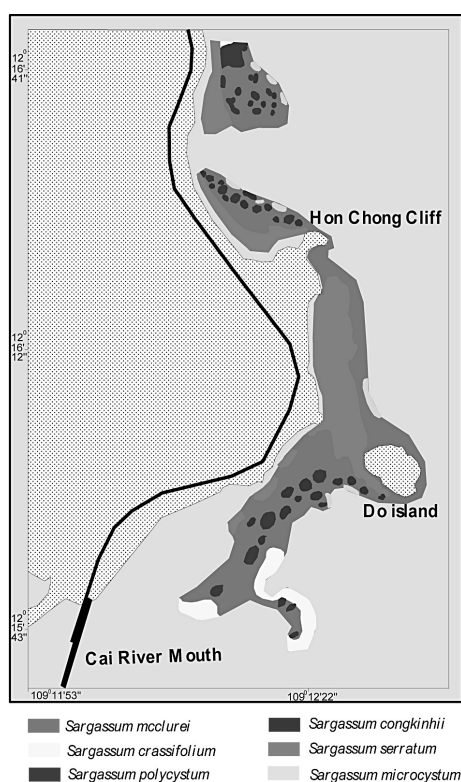 12° 16' 41"
Hon Chong Cliff
12° 16' 12"
Do island
12° 15' 43"
Cai River Mouth
109° 11' 53" 109° 12' 22"
Sargassum mcclurei Sargassum congkinhii
Sargassum crassifolium Sargassum serratum
Sargassum polycystum Sargassum microcystum